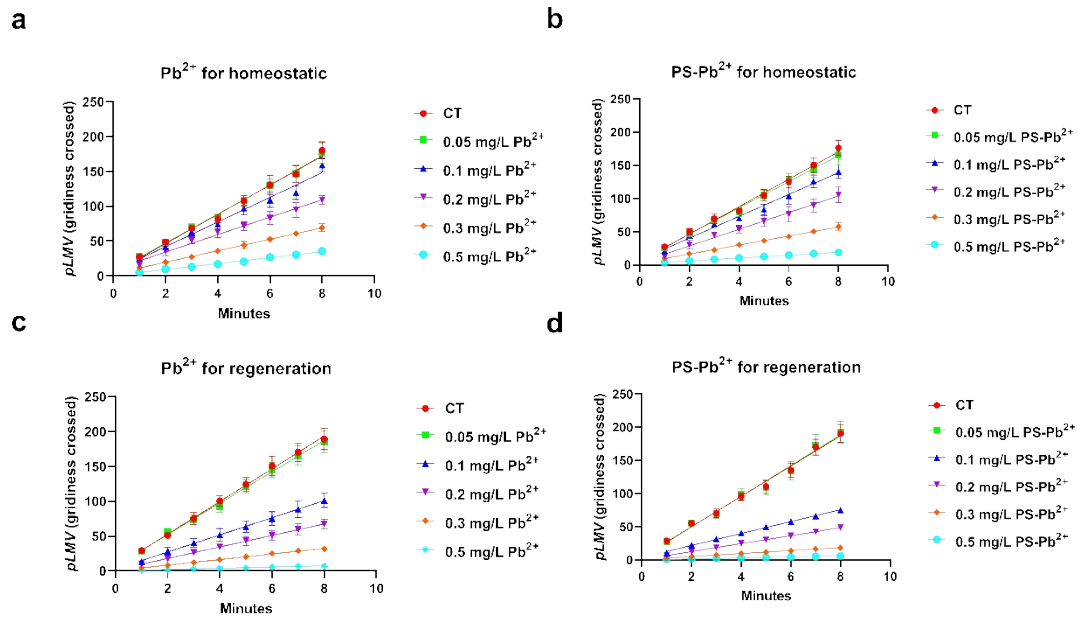 a
Pb²⁺ for homeostatic
pLMV (gridiness crossed)
250
200
150
100
50
0
0 2 4 6 8 10
Minutes
CT
0.05 mg/L Pb²⁺
0.1 mg/L Pb²⁺
0.2 mg/L Pb²⁺
0.3 mg/L Pb²⁺
0.5 mg/L Pb²⁺
b
PS-Pb²⁺ for homeostatic
pLMV (gridiness crossed)
250
200
150
100
50
0
0 2 4 6 8 10
Minutes
CT
0.05 mg/L PS-Pb²⁺
0.1 mg/L PS-Pb²⁺
0.2 mg/L PS-Pb²⁺
0.3 mg/L PS-Pb²⁺
0.5 mg/L PS-Pb²⁺
c
Pb²⁺ for regeneration
pLMV (gridiness crossed)
250
200
150
100
50
0
0 2 4 6 8 10
Minutes
CT
0.05 mg/L Pb²⁺
0.1 mg/L Pb²⁺
0.2 mg/L Pb²⁺
0.3 mg/L Pb²⁺
0.5 mg/L Pb²⁺
d
PS-Pb²⁺ for regeneration
pLMV (gridiness crossed)
250
200
150
100
50
0
0 2 4 6 8 10
Minutes
CT
0.05 mg/L PS-Pb²⁺
0.1 mg/L PS-Pb²⁺
0.2 mg/L PS-Pb²⁺
0.3 mg/L PS-Pb²⁺
0.5 mg/L PS-Pb²⁺